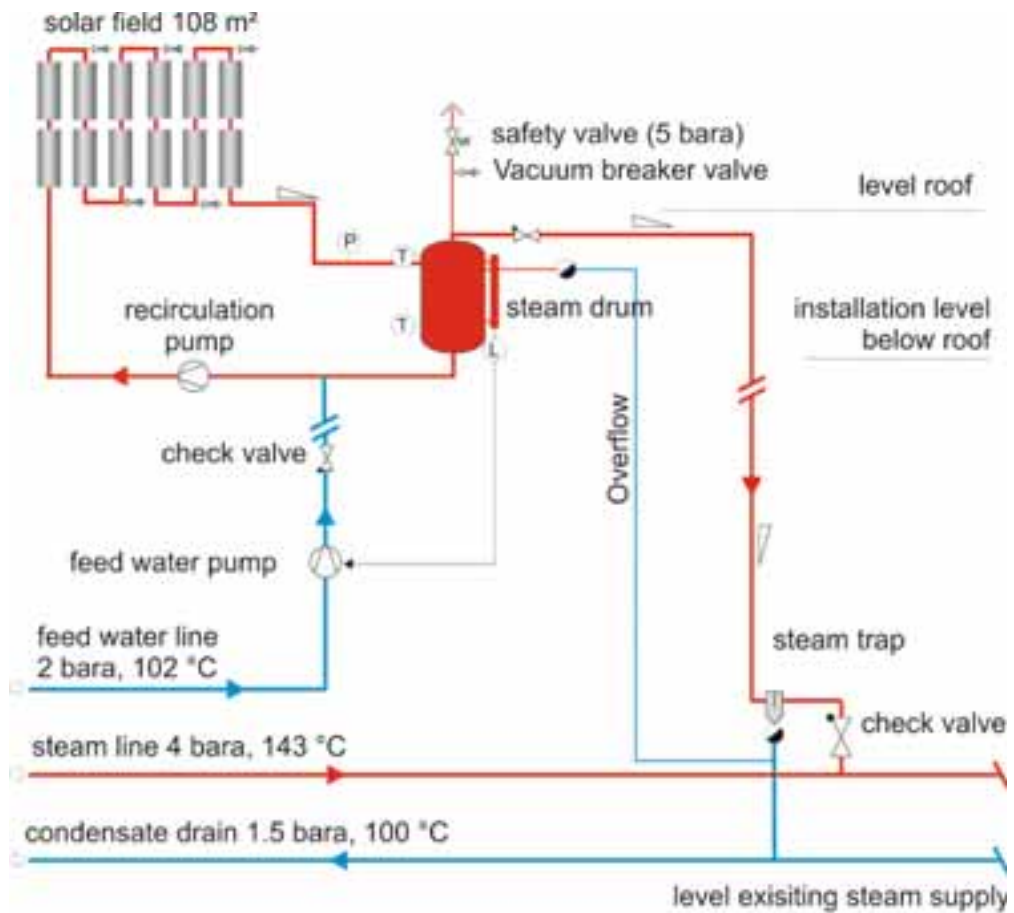 solar field 108 m²
safety valve (5 bara)
Vacuum breaker valve
level roof
P
T
steam drum
recirculation
pump
installation level
below roof
T
L
check valve
Overflow
feed water pump
feed water line
2 bara, 102 °C
steam trap
check valve
steam line 4 bara, 143 °C
condensate drain 1.5 bara, 100 °C
level exisiting steam supply